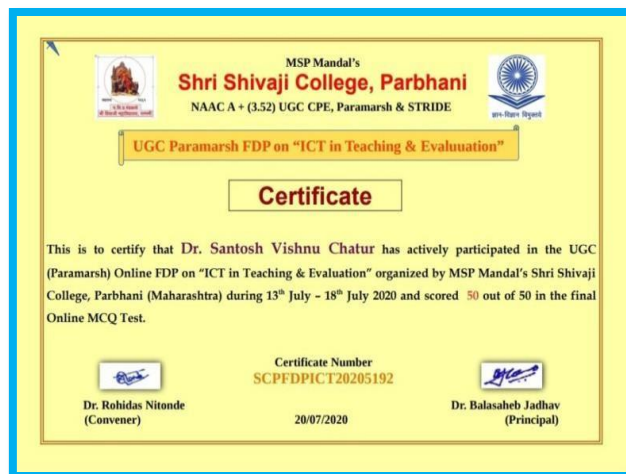 MSP Mandal's
Shri Shivaji College, Parbhani
NAAC A + (3.52) UGC CPE, Paramarsh & STRIDE
ज्ञान-विज्ञान विमुक्तये
UGC Paramarsh FDP on "ICT in Teaching & Evaluuation"
Certificate
This is to certify that Dr. Santosh Vishnu Chatur has actively participated in the UGC
(Paramarsh) Online FDP on "ICT in Teaching & Evaluation" organized by MSP Mandal's Shri Shivaji
College, Parbhani (Maharashtra) during 13th July – 18th July 2020 and scored 50 out of 50 in the final
Online MCQ Test.
Certificate Number
SCPFDPICT20205192
Dr. Rohidas Nitonde
(Convener)
20/07/2020
Dr. Balasaheb Jadhav
(Principal)